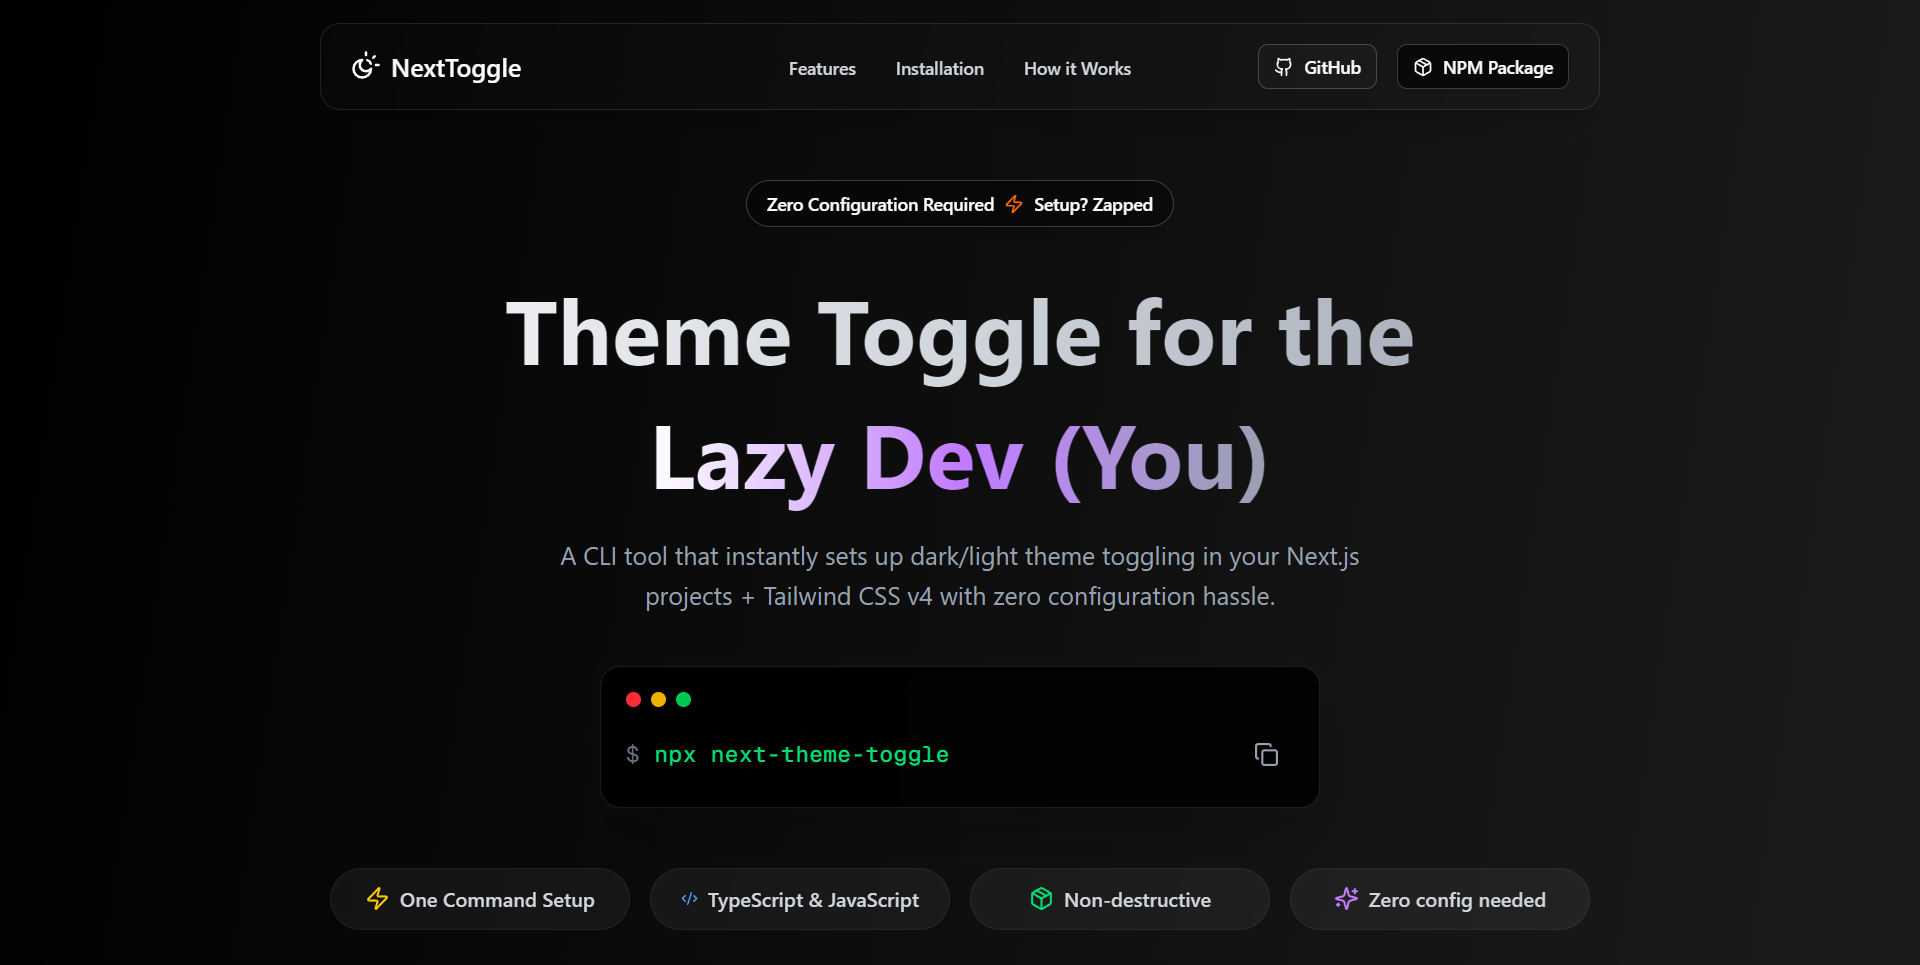 NextToggle
Features
Installation
How it Works
GitHub
NPM Package
Zero Configuration Required
Setup? Zapped
Theme Toggle for the
Lazy Dev (You)
A CLI tool that instantly sets up dark/light theme toggling in your Next.js
projects + Tailwind CSS v4 with zero configuration hassle.
$ npx next-theme-toggle
One Command Setup
TypeScript & JavaScript
Non-destructive
Zero config needed